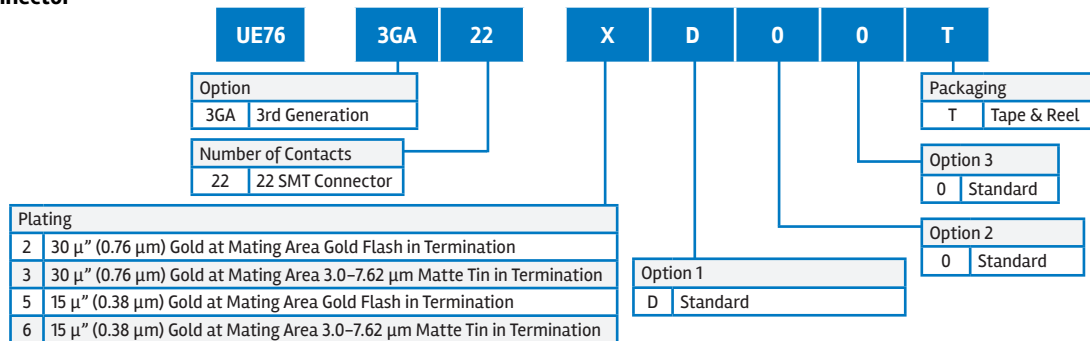 UE76 3GA 22 X D 0 0 T
Option
3GA 3rd Generation
Number of Contacts
22 22 SMT Connector
Plating
2 30 μ” (0.76 μm) Gold at Mating Area Gold Flash in Termination
3 30 μ” (0.76 μm) Gold at Mating Area 3.0–7.62 μm Matte Tin in Termination
5 15 μ” (0.38 μm) Gold at Mating Area Gold Flash in Termination
6 15 μ” (0.38 μm) Gold at Mating Area 3.0–7.62 μm Matte Tin in Termination
Option 1
D Standard
Option 2
0 Standard
Option 3
0 Standard
Packaging
T Tape & Reel